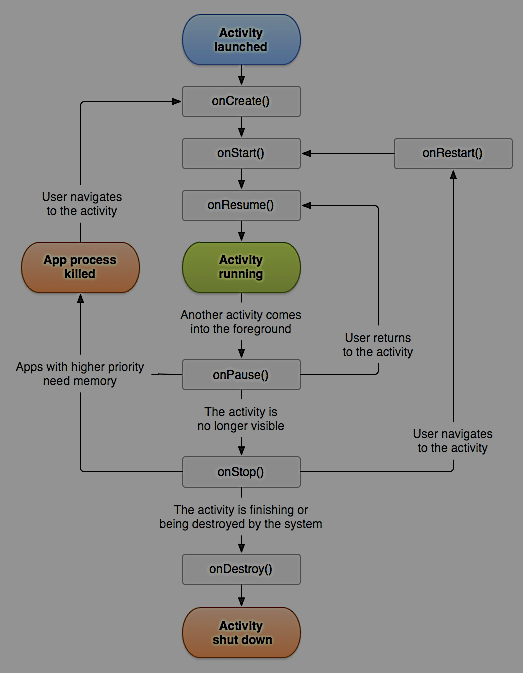 Activity
launched
onCreate()
onStart()
onRestart()
User navigates
to the activity
onResume()
App process
killed
Activity
running
Another activity comes
into the foreground
User returns
to the activity
Apps with higher priority
need memory
onPause()
The activity is
no longer visible
User navigates
to the activity
onStop()
The activity is finishing or
being destroyed by the system
onDestroy()
Activity
shut down